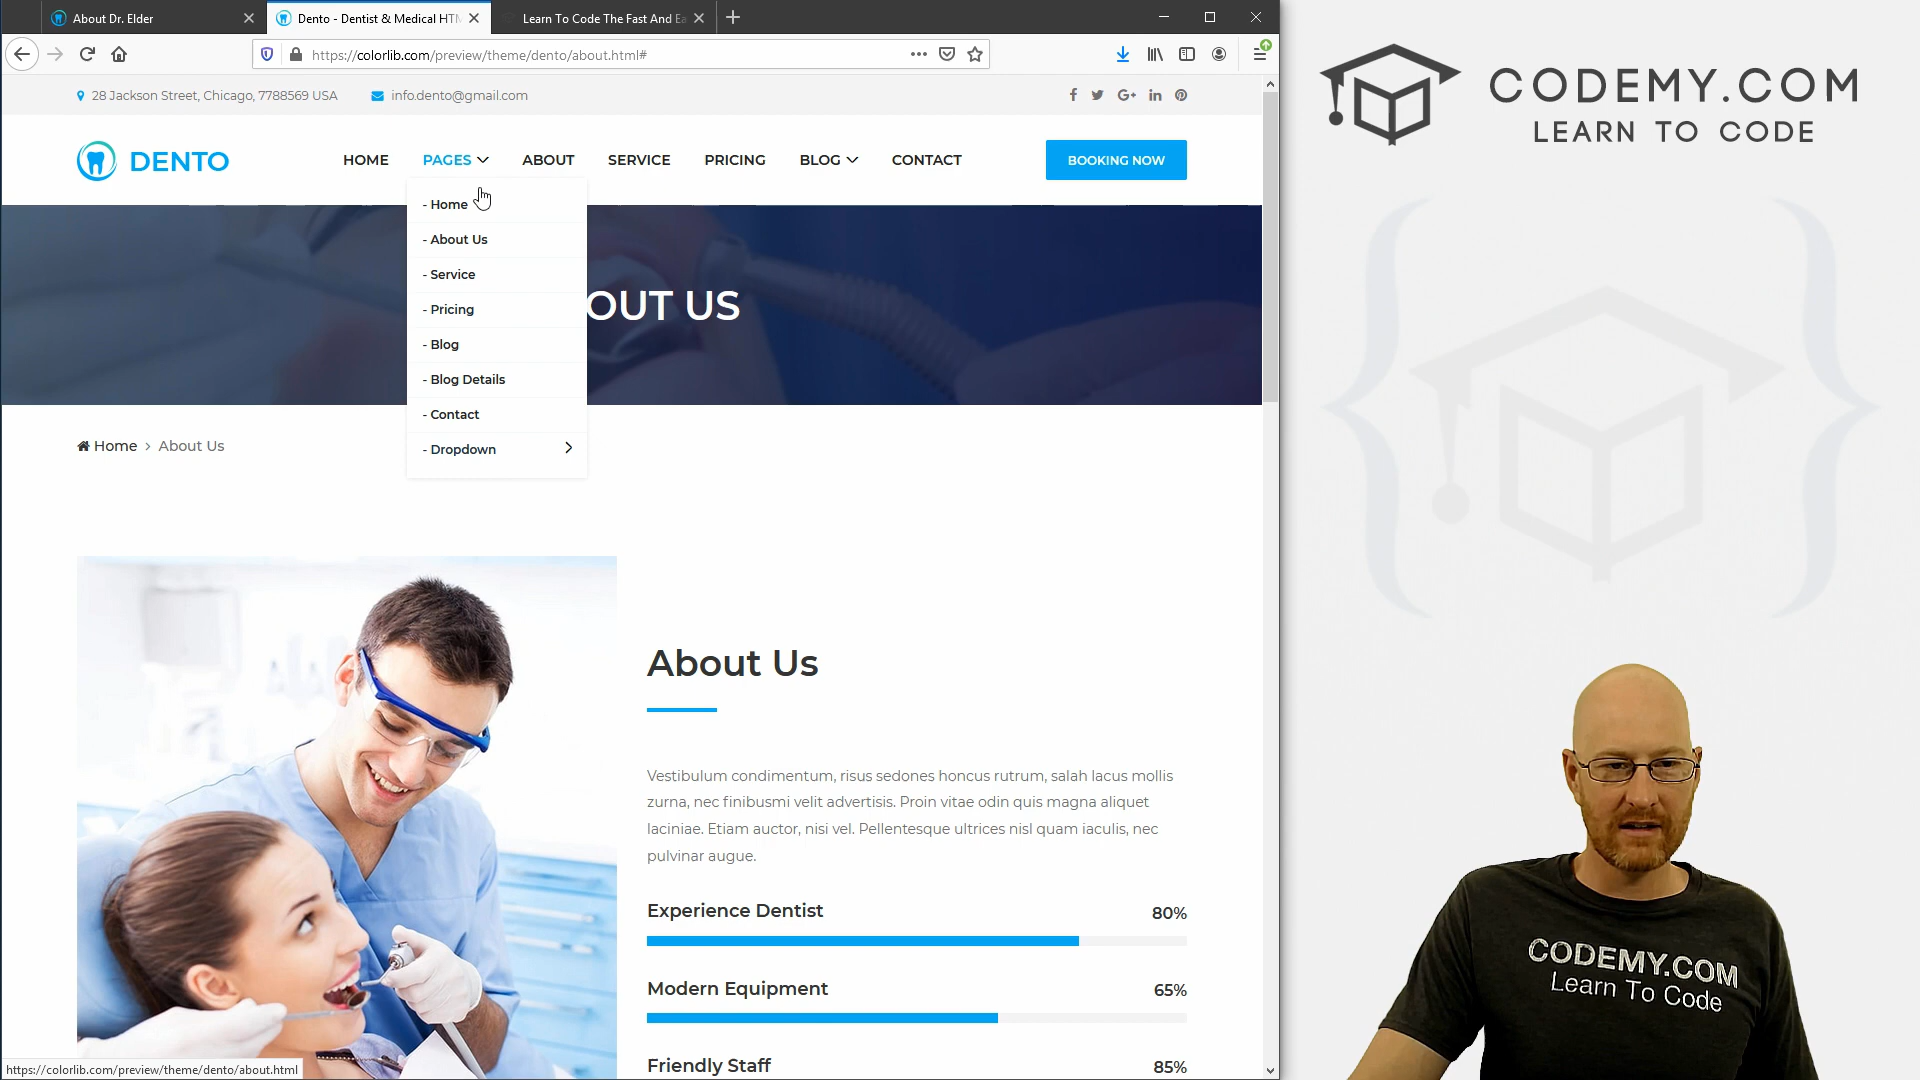 About Dr. Elder
Dento - Dentist & Medical HTM
Learn To Code The Fast And Ea
https://colorlib.com/preview/theme/dento/about.html#
28 Jackson Street, Chicago, 7788569 USA
info.dento@gmail.com
CODEMY.COM
LEARN TO CODE
DENTO
HOME
PAGES
ABOUT
SERVICE
PRICING
BLOG
CONTACT
BOOKING NOW
- Home
- About Us
- Service
- Pricing
- Blog
- Blog Details
- Contact
- Dropdown
OUT US
Home > About Us
About Us
Vestibulum condimentum, risus sedones honcus rutrum, salah lacus mollis
zurna, nec finibusmi velit advertisis. Proin vitae odin quis magna aliquet
laciniae. Etiam auctor, nisi vel. Pellentesque ultrices nisl quam iaculis, nec
pulvinar augue.
Experience Dentist 80%
Modern Equipment 65%
Friendly Staff 85%
CODEMY.COM
Learn To Code
https://colorlib.com/preview/theme/dento/about.html